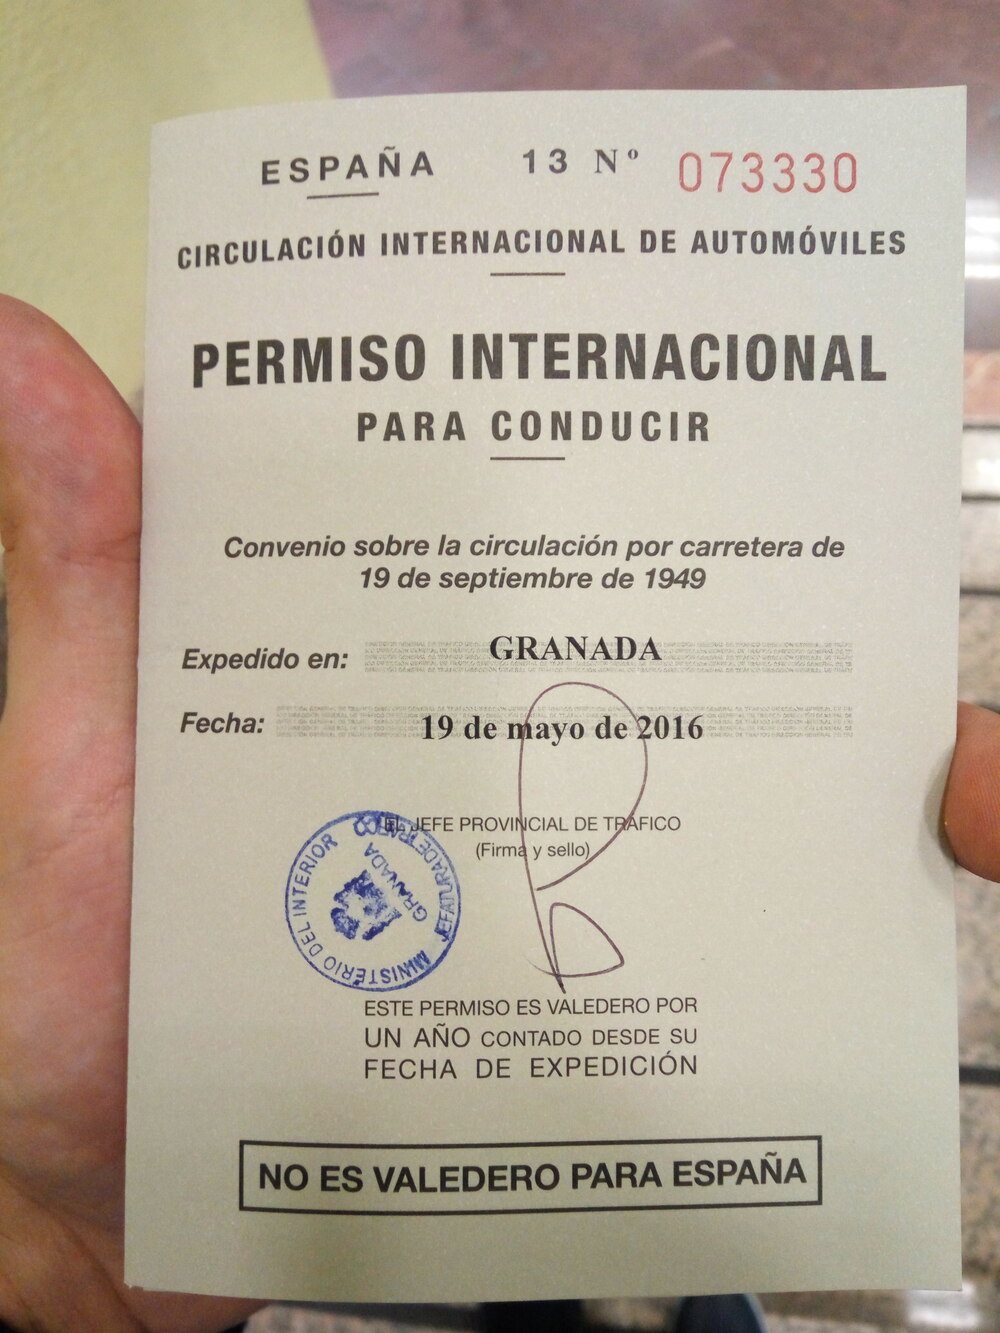 ESPAÑA 13 Nº 073330
CIRCULACIÓN INTERNACIONAL DE AUTOMÓVILES
PERMISO INTERNACIONAL
PARA CONDUCIR
Convenio sobre la circulación por carretera de
19 de septiembre de 1949
Expedido en: GRANADA
Fecha: 19 de mayo de 2016
EL JEFE PROVINCIAL DE TRÁFICO
(Firma y sello)
MINISTERIO DEL INTERIOR
JEFATURA DE TRAFICO
GRANADA
ESTE PERMISO ES VALEDERO POR
UN AÑO CONTADO DESDE SU
FECHA DE EXPEDICIÓN
NO ES VALEDERO PARA ESPAÑA